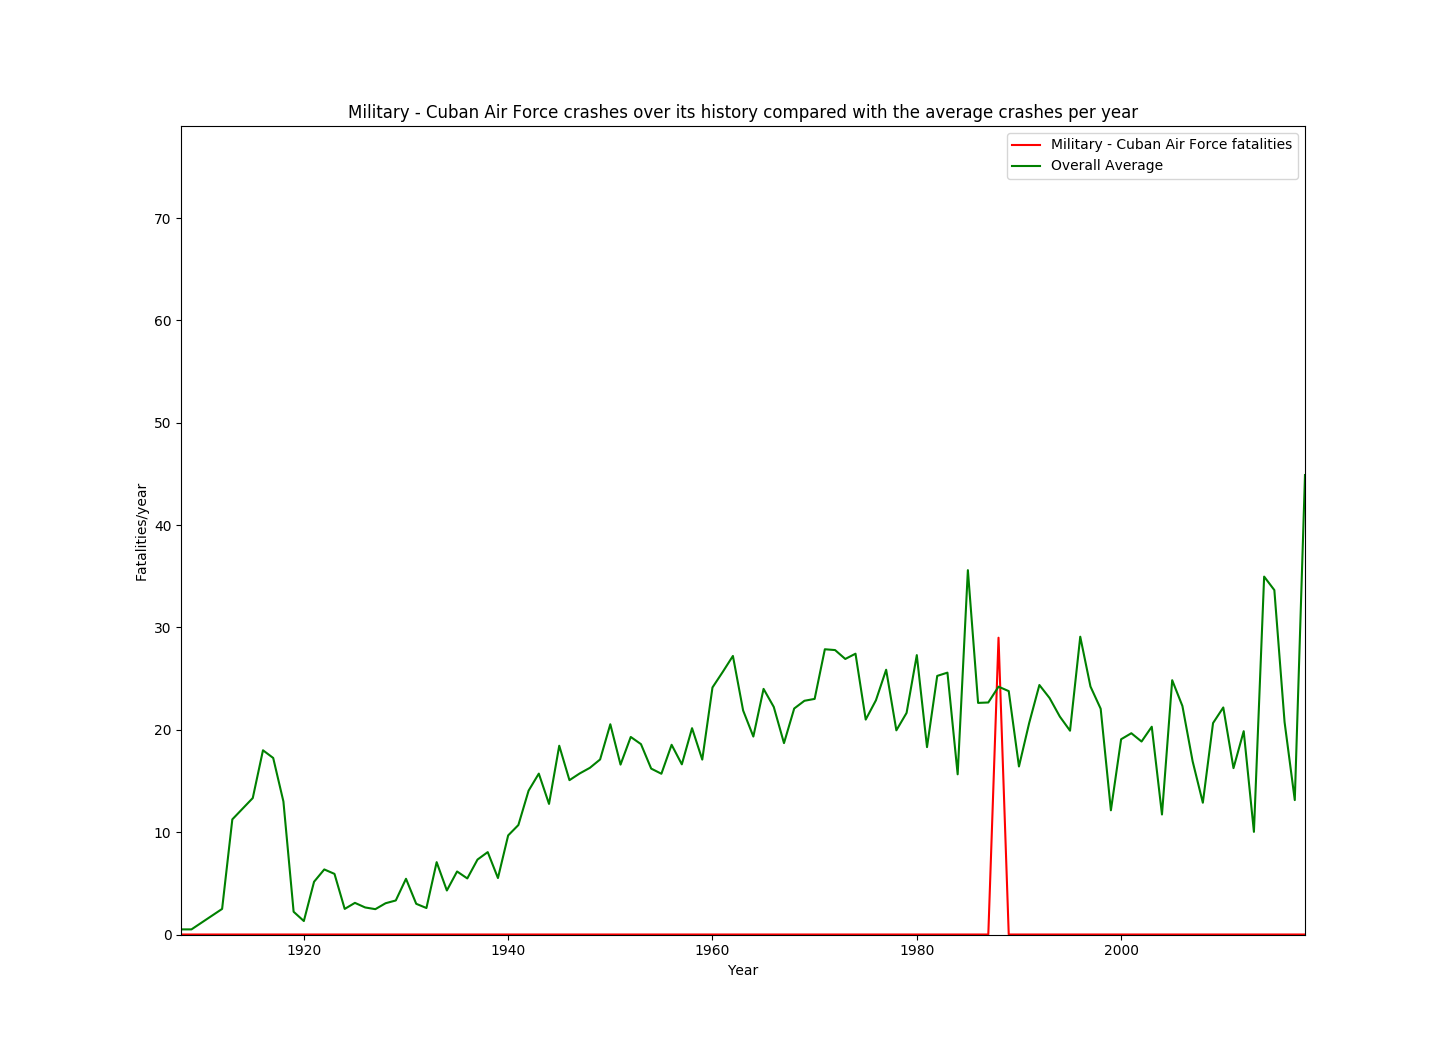 Military - Cuban Air Force crashes over its history compared with the average crashes per year
Military - Cuban Air Force fatalities
Overall Average
70
60
50
40
30
20
10
0
Fatalities/year
1920 1940 1960 1980 2000
Year